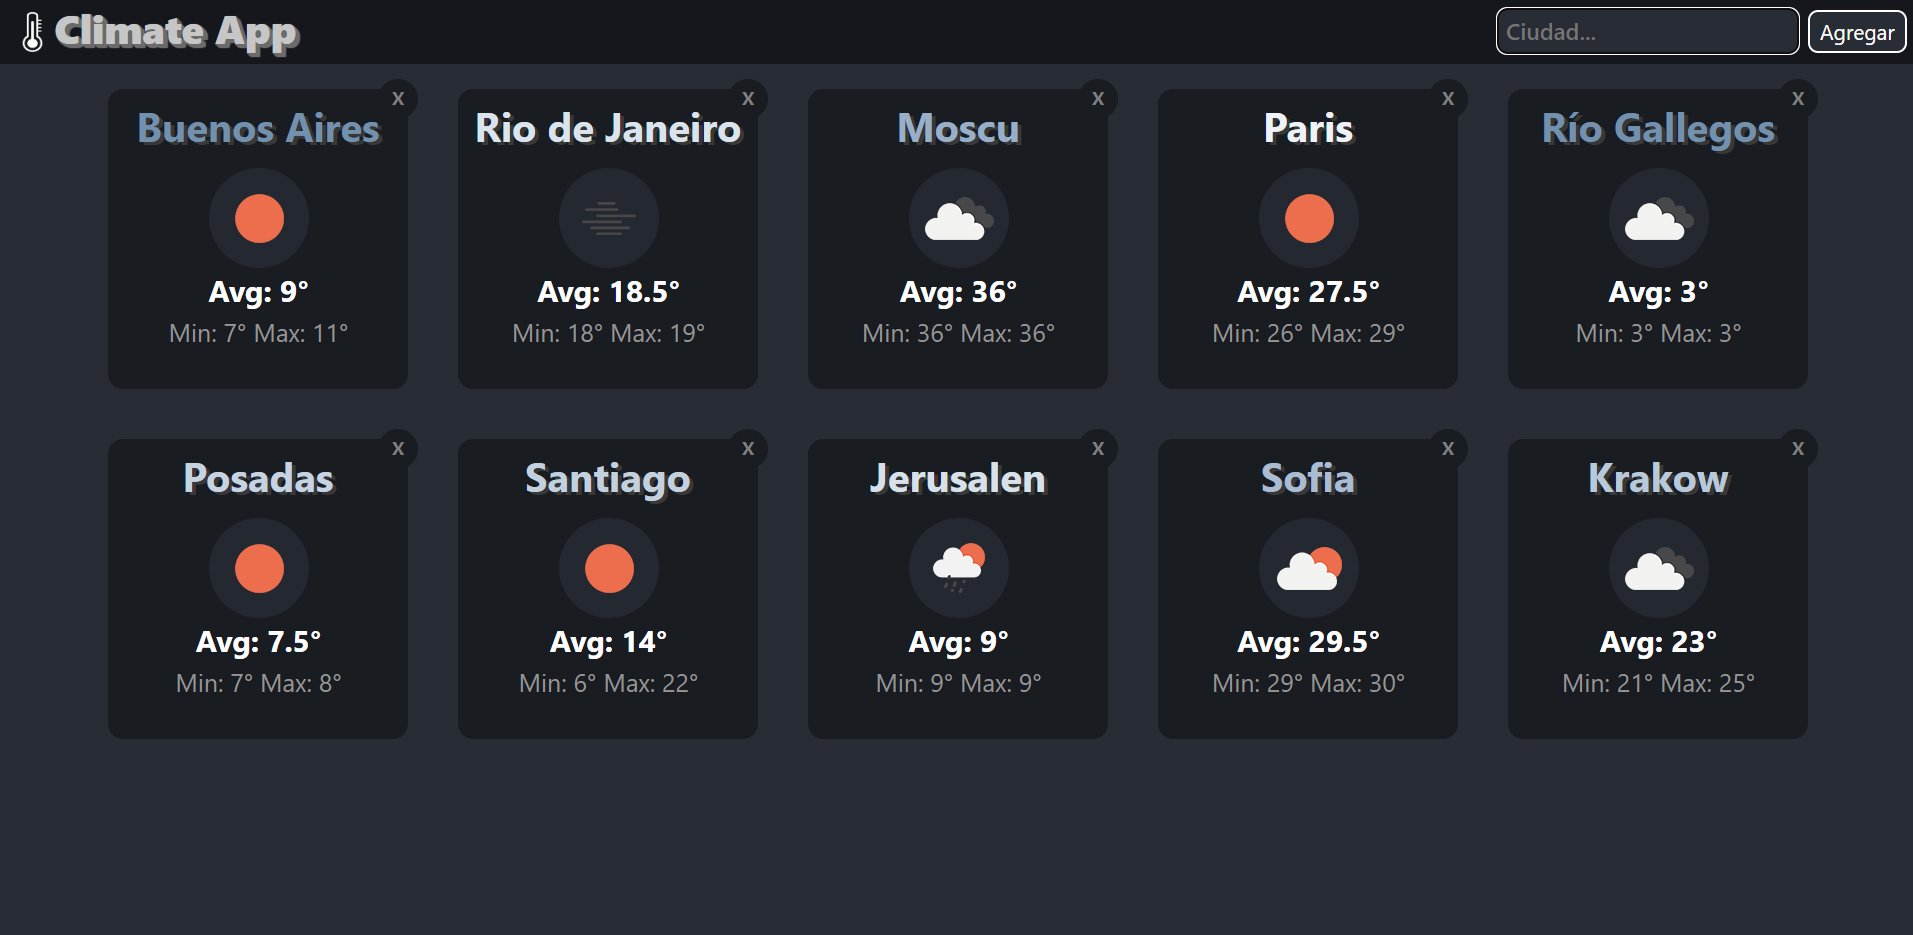 Climate App
Ciudad...
Agregar
X
Buenos Aires
Avg: 9°
Min: 7° Max: 11°
X
Rio de Janeiro
Avg: 18.5°
Min: 18° Max: 19°
X
Moscu
Avg: 36°
Min: 36° Max: 36°
X
Paris
Avg: 27.5°
Min: 26° Max: 29°
X
Río Gallegos
Avg: 3°
Min: 3° Max: 3°
X
Posadas
Avg: 7.5°
Min: 7° Max: 8°
X
Santiago
Avg: 14°
Min: 6° Max: 22°
X
Jerusalen
Avg: 9°
Min: 9° Max: 9°
X
Sofia
Avg: 29.5°
Min: 29° Max: 30°
X
Krakow
Avg: 23°
Min: 21° Max: 25°